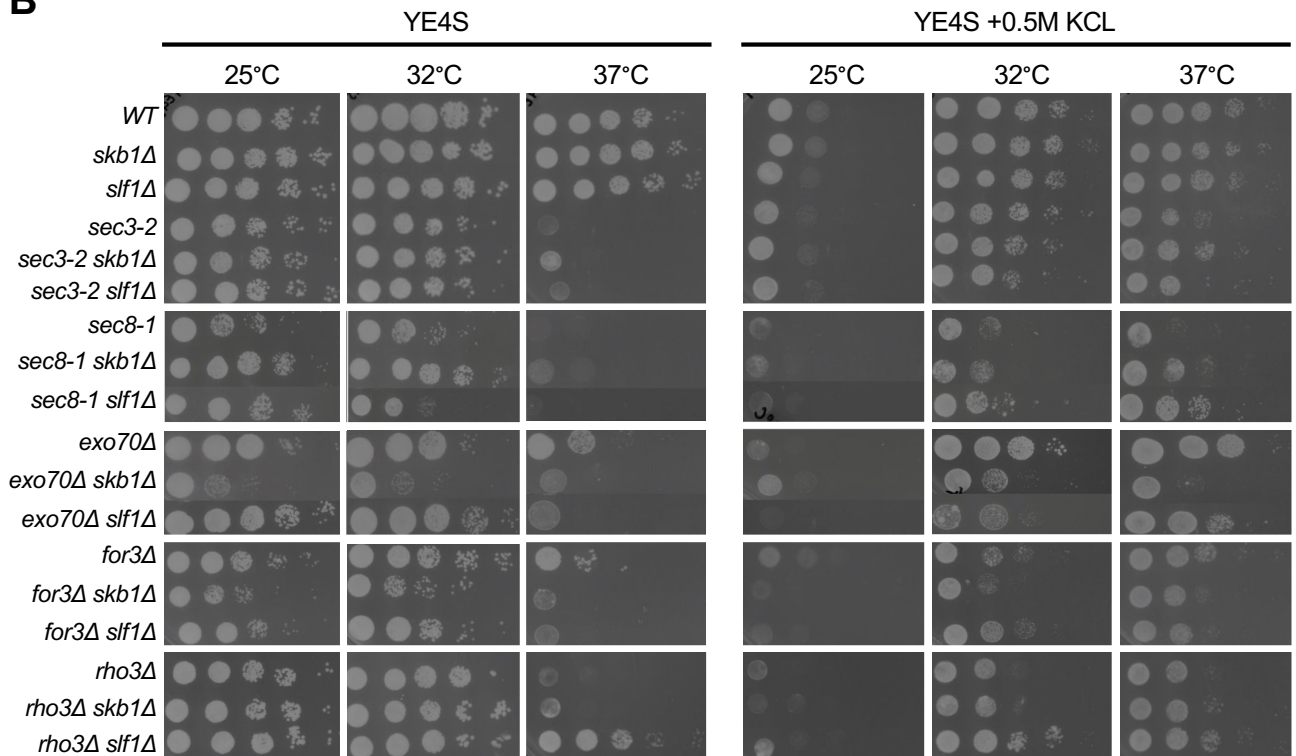 B
YE4S YE4S +0.5M KCL
25°C 32°C 37°C 25°C 32°C 37°C
WT
skb1Δ
slf1Δ
sec3-2
sec3-2 skb1Δ
sec3-2 slf1Δ
sec8-1
sec8-1 skb1Δ
sec8-1 slf1Δ
exo70Δ
exo70Δ skb1Δ
exo70Δ slf1Δ
for3Δ
for3Δ skb1Δ
for3Δ slf1Δ
rho3Δ
rho3Δ skb1Δ
rho3Δ slf1Δ